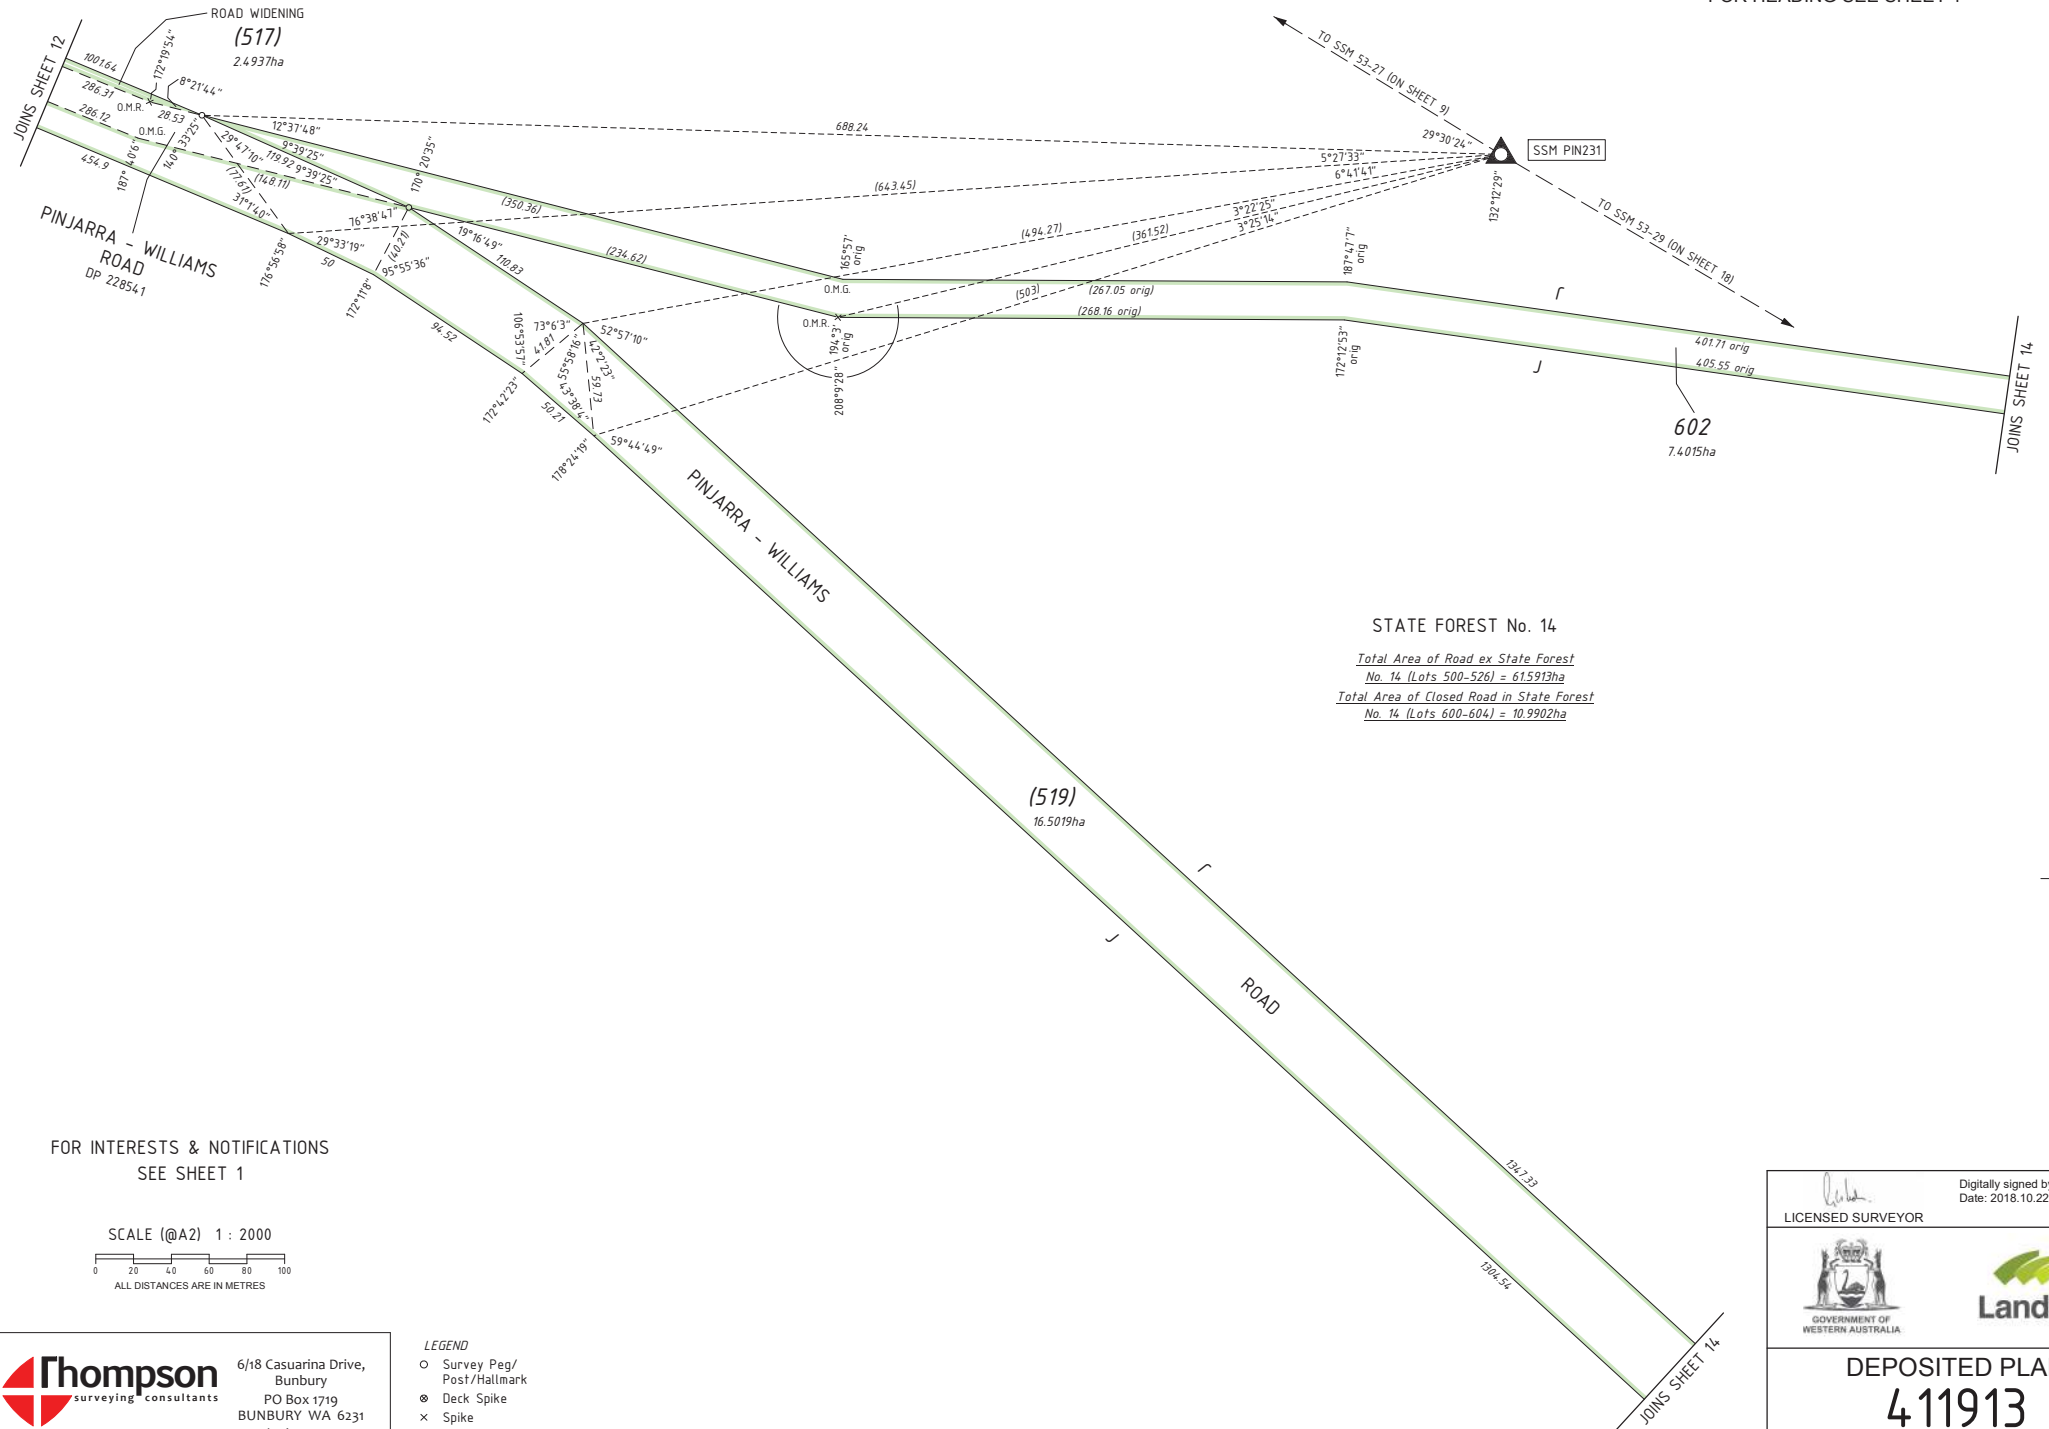 ROAD WIDENING
(517)
2.4937ha
JOINS SHEET 12
1001.64
286.31
286.12
454.9
O.M.R.
O.M.G.
172°19'54"
8°21'44"
28.53
140° 33'25"
187° 40'6"
29°47'10"
119.92
9°39'25"
12°37'48"
9°39'25"
(77.61)
(148.11)
31°1'40"
170° 20'35"
PINJARRA - WILLIAMS
ROAD
DP 228541
176°56'58"
29°33'19"
50
76°38'47"
(40.21)
95°55'36"
172°11'8"
19°16'49"
110.83
94.52
(350.36)
(234.62)
688.24
(643.45)
(494.27)
(361.52)
(503)
5°27'33"
6°41'41"
3°22'25"
3°25'14"
29°30'24"
SSM PIN231
132°12'29"
TO SSM 53-27 (ON SHEET 9)
TO SSM 53-29 (ON SHEET 18)
165°57'
orig
O.M.G.
O.M.R.
194°3'
orig
208°9'28"
(267.05 orig)
(268.16 orig)
187°47'7"
orig
172°12'53"
orig
401.71 orig
405.55 orig
602
7.4015ha
JOINS SHEET 14
106°53'57"
73°6'3"
41.81
52°57'10"
55°58'16"
42°2'23"
59.73
43°38'4"
172°42'23"
50.21
178°24'19"
59°44'49"
PINJARRA - WILLIAMS
STATE FOREST No. 14
Total Area of Road ex State Forest
No. 14 (Lots 500-526) = 61.5913ha
Total Area of Closed Road in State Forest
No. 14 (Lots 600-604) = 10.9902ha
(519)
16.5019ha
ROAD
1347.33
1304.54
JOINS SHEET 14
FOR INTERESTS & NOTIFICATIONS
SEE SHEET 1
SCALE (@A2) 1 : 2000
0 20 40 60 80 100
ALL DISTANCES ARE IN METRES
Thompson
surveying consultants
6/18 Casuarina Drive,
Bunbury
PO Box 1719
BUNBURY WA 6231
LEGEND
Survey Peg/
Post/Hallmark
Deck Spike
Spike
Digitally signed by
Date: 2018.10.22
LICENSED SURVEYOR
GOVERNMENT OF
WESTERN AUSTRALIA
Land
DEPOSITED PLA
411913